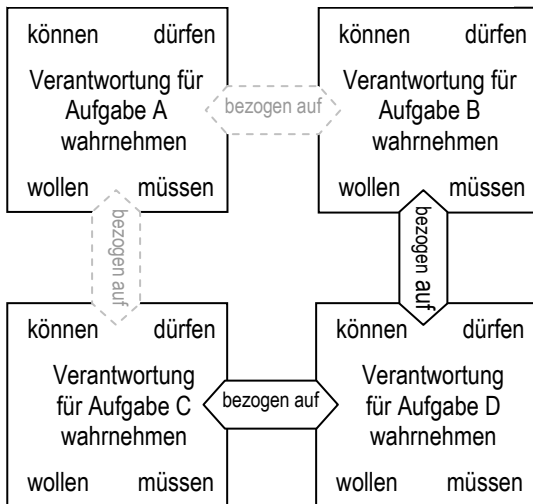 können dürfen
Verantwortung für
Aufgabe A
wahrnehmen
wollen müssen
bezogen auf
können dürfen
Verantwortung für
Aufgabe B
wahrnehmen
wollen müssen
bezogen auf
bezogen auf
können dürfen
Verantwortung
für Aufgabe C
wahrnehmen
wollen müssen
bezogen auf
können dürfen
Verantwortung
für Aufgabe D
wahrnehmen
wollen müssen